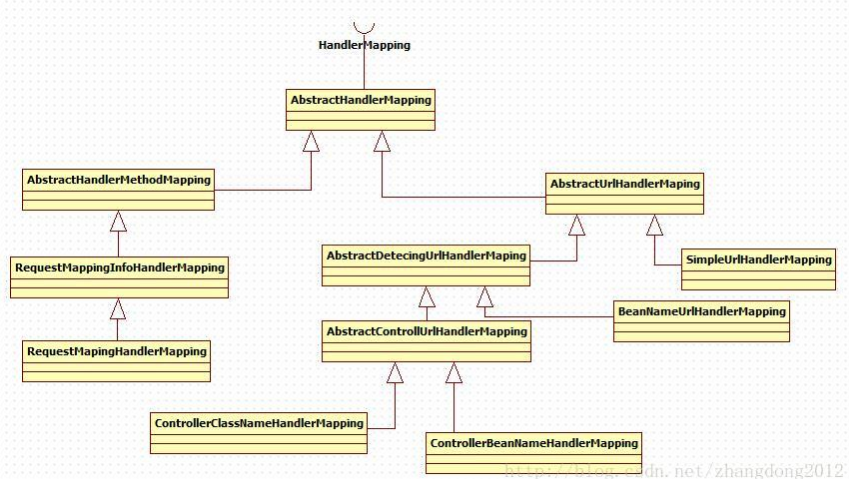 HandlerMapping
AbstractHandlerMapping
AbstractHandlerMethodMapping
AbstractUrlHandlerMaping
RequestMappingInfoHandlerMapping
AbstractDetecingUrlHandlerMaping
SimpleUrlHandlerMapping
BeanNameUrlHandlerMapping
RequestMapingHandlerMapping
AbstractControllUrlHandlerMapping
ControllerClassNameHandlerMapping
ControllerBeanNameHandlerMapping
http://blog.csdn.net/zhangdong2012